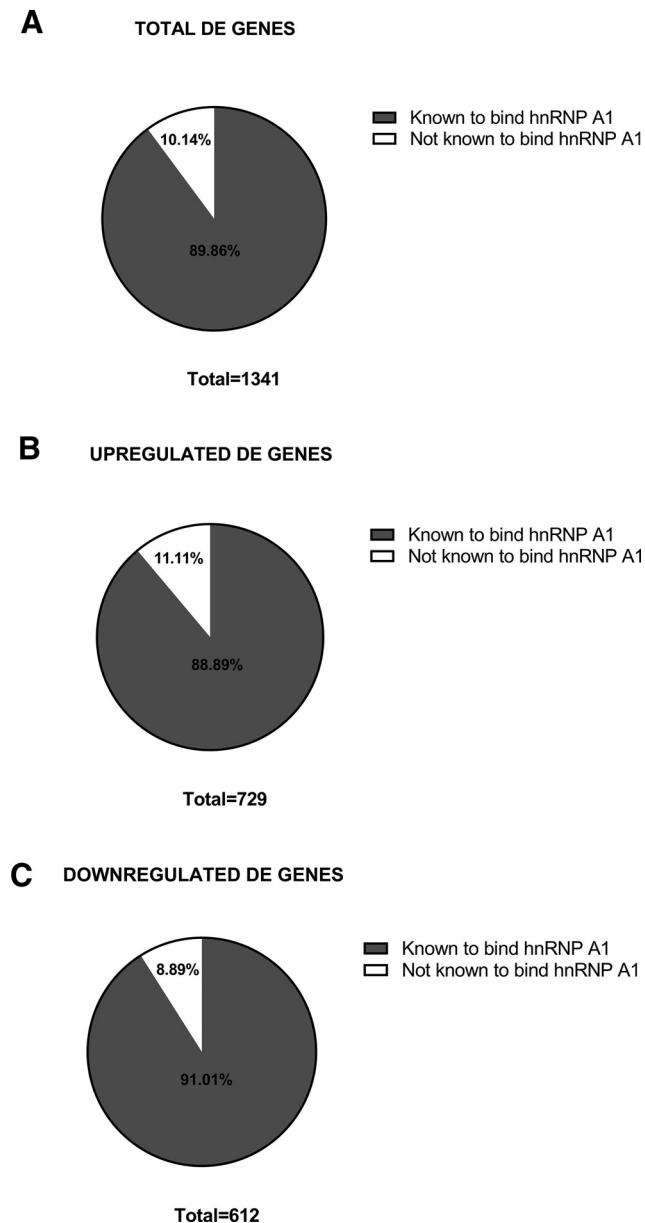 A
TOTAL DE GENES
Known to bind hnRNP A1
Not known to bind hnRNP A1
10.14%
89.86%
Total=1341
B
UPREGULATED DE GENES
Known to bind hnRNP A1
Not known to bind hnRNP A1
11.11%
88.89%
Total=729
C
DOWNREGULATED DE GENES
Known to bind hnRNP A1
Not known to bind hnRNP A1
8.89%
91.01%
Total=612